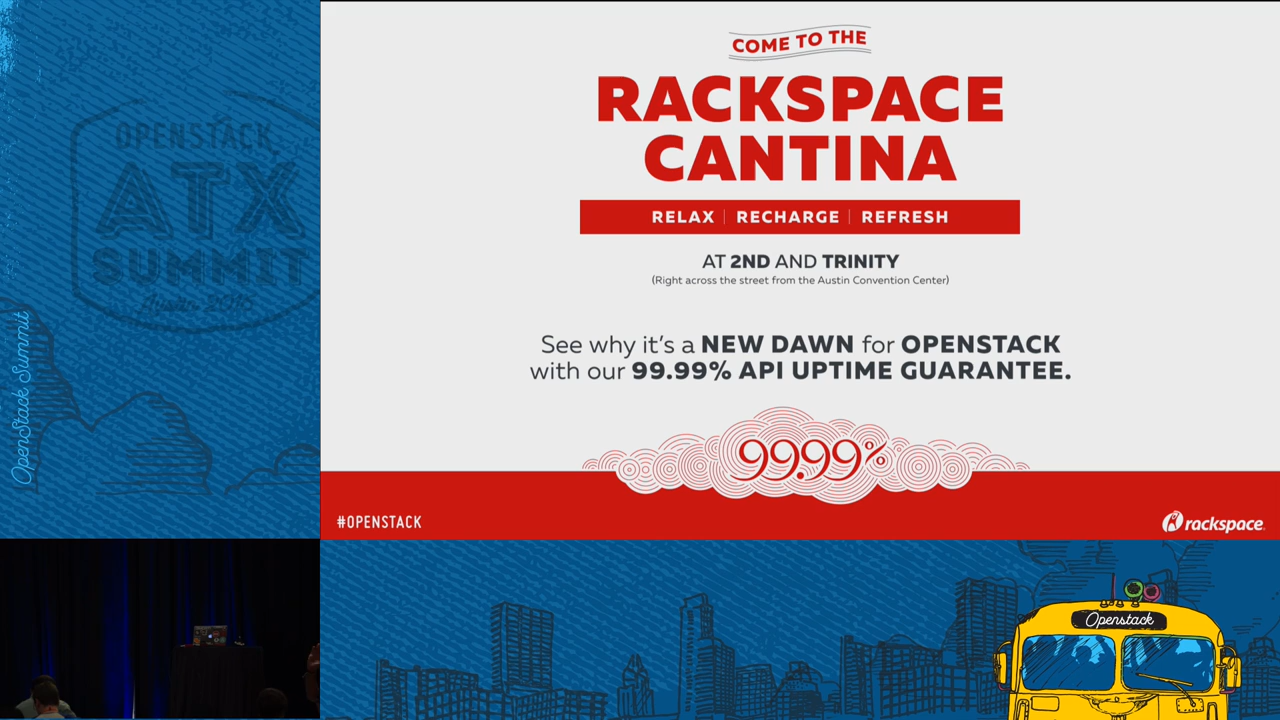 OPENSTACK
ATX
SUMMIT
OpenStack Summit
COME TO THE
RACKSPACE
CANTINA
RELAX | RECHARGE | REFRESH
AT 2ND AND TRINITY
(Right across the street from the Austin Convention Center)
See why it's a NEW DAWN for OPENSTACK
with our 99.99% API UPTIME GUARANTEE.
99.99%
#OPENSTACK
rackspace
Openstack